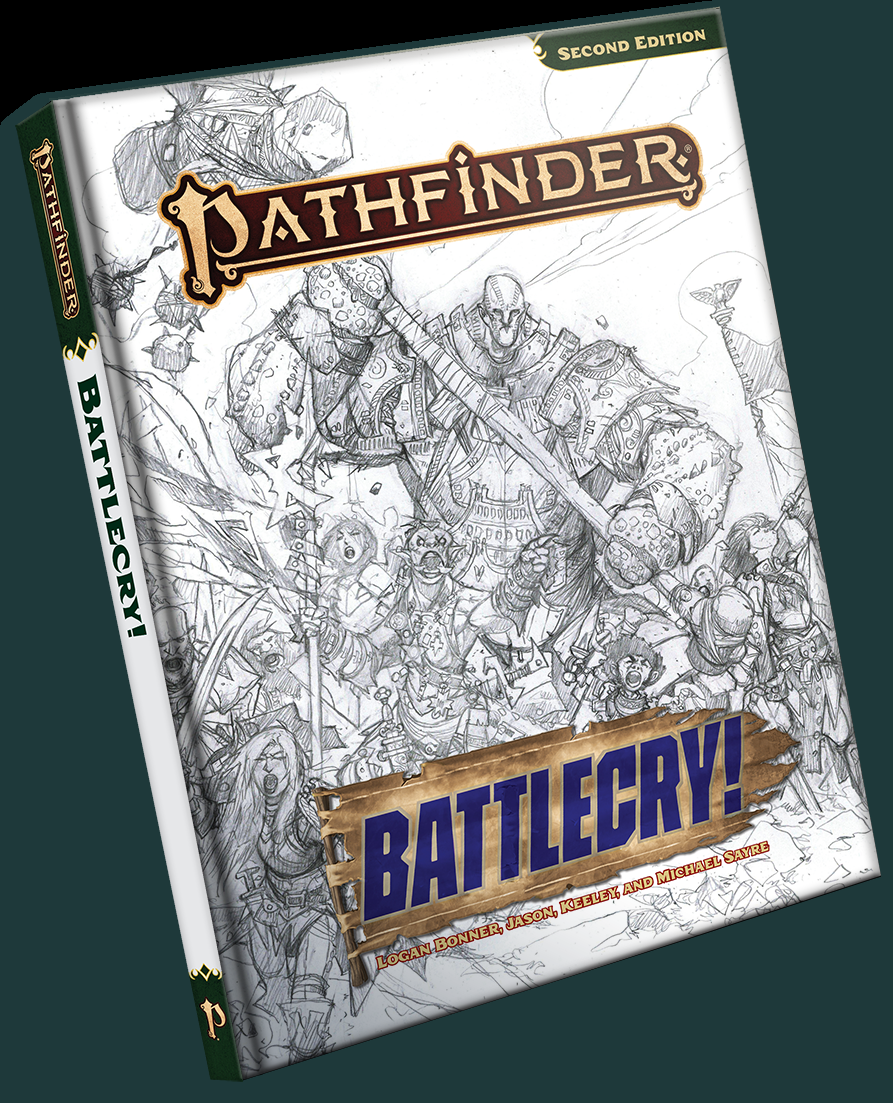 SECOND EDITION
PATHFINDER®
BATTLECRY!
LOGAN BONNER, JASON, KEELEY, AND MICHAEL SAYRE
PATHFINDER®
BATTLECRY!
P